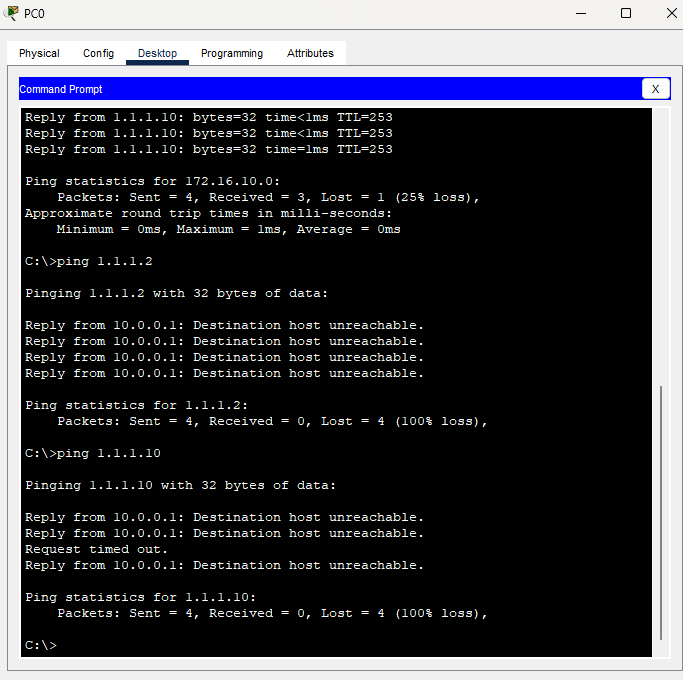 PC0
Physical Config Desktop Programming Attributes
Command Prompt X
Reply from 1.1.1.10: bytes=32 time<1ms TTL=253
Reply from 1.1.1.10: bytes=32 time<1ms TTL=253
Reply from 1.1.1.10: bytes=32 time=1ms TTL=253
Ping statistics for 172.16.10.0:
Packets: Sent = 4, Received = 3, Lost = 1 (25% loss),
Approximate round trip times in milli-seconds:
Minimum = 0ms, Maximum = 1ms, Average = 0ms
C:\>ping 1.1.1.2
Pinging 1.1.1.2 with 32 bytes of data:
Reply from 10.0.0.1: Destination host unreachable.
Reply from 10.0.0.1: Destination host unreachable.
Reply from 10.0.0.1: Destination host unreachable.
Reply from 10.0.0.1: Destination host unreachable.
Ping statistics for 1.1.1.2:
Packets: Sent = 4, Received = 0, Lost = 4 (100% loss),
C:\>ping 1.1.1.10
Pinging 1.1.1.10 with 32 bytes of data:
Reply from 10.0.0.1: Destination host unreachable.
Reply from 10.0.0.1: Destination host unreachable.
Request timed out.
Reply from 10.0.0.1: Destination host unreachable.
Ping statistics for 1.1.1.10:
Packets: Sent = 4, Received = 0, Lost = 4 (100% loss),
C:\>